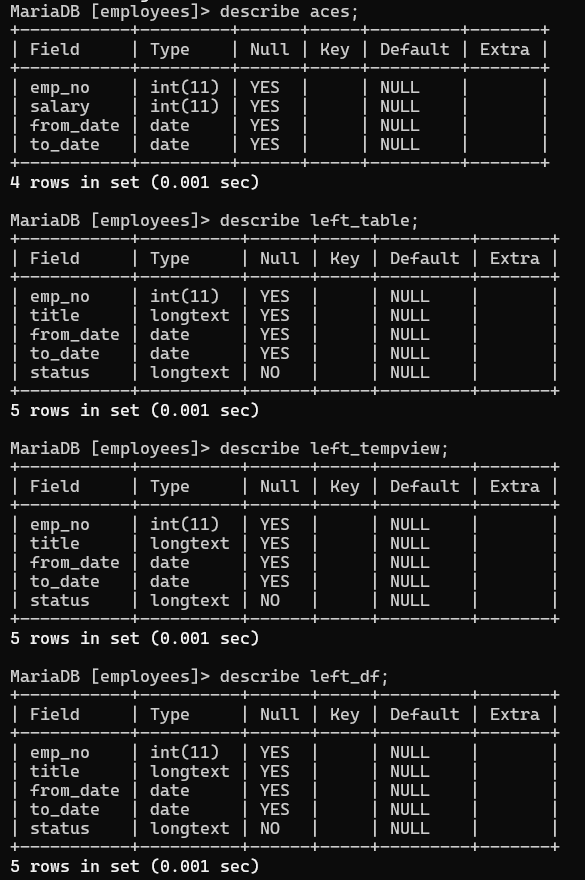 MariaDB [employees]> describe aces;
+-----------+---------+------+-----+---------+-------+
| Field     | Type    | Null | Key | Default | Extra |
+-----------+---------+------+-----+---------+-------+
| emp_no    | int(11) | YES  |     | NULL    |       |
| salary    | int(11) | YES  |     | NULL    |       |
| from_date | date    | YES  |     | NULL    |       |
| to_date   | date    | YES  |     | NULL    |       |
+-----------+---------+------+-----+---------+-------+
4 rows in set (0.001 sec)
MariaDB [employees]> describe left_table;
+-----------+----------+------+-----+---------+-------+
| Field     | Type     | Null | Key | Default | Extra |
+-----------+----------+------+-----+---------+-------+
| emp_no    | int(11)  | YES  |     | NULL    |       |
| title     | longtext | YES  |     | NULL    |       |
| from_date | date     | YES  |     | NULL    |       |
| to_date   | date     | YES  |     | NULL    |       |
| status    | longtext | NO   |     | NULL    |       |
+-----------+----------+------+-----+---------+-------+
5 rows in set (0.001 sec)
MariaDB [employees]> describe left_tempview;
+-----------+----------+------+-----+---------+-------+
| Field     | Type     | Null | Key | Default | Extra |
+-----------+----------+------+-----+---------+-------+
| emp_no    | int(11)  | YES  |     | NULL    |       |
| title     | longtext | YES  |     | NULL    |       |
| from_date | date     | YES  |     | NULL    |       |
| to_date   | date     | YES  |     | NULL    |       |
| status    | longtext | NO   |     | NULL    |       |
+-----------+----------+------+-----+---------+-------+
5 rows in set (0.001 sec)
MariaDB [employees]> describe left_df;
+-----------+----------+------+-----+---------+-------+
| Field     | Type     | Null | Key | Default | Extra |
+-----------+----------+------+-----+---------+-------+
| emp_no    | int(11)  | YES  |     | NULL    |       |
| title     | longtext | YES  |     | NULL    |       |
| from_date | date     | YES  |     | NULL    |       |
| to_date   | date     | YES  |     | NULL    |       |
| status    | longtext | NO   |     | NULL    |       |
+-----------+----------+------+-----+---------+-------+
5 rows in set (0.001 sec)